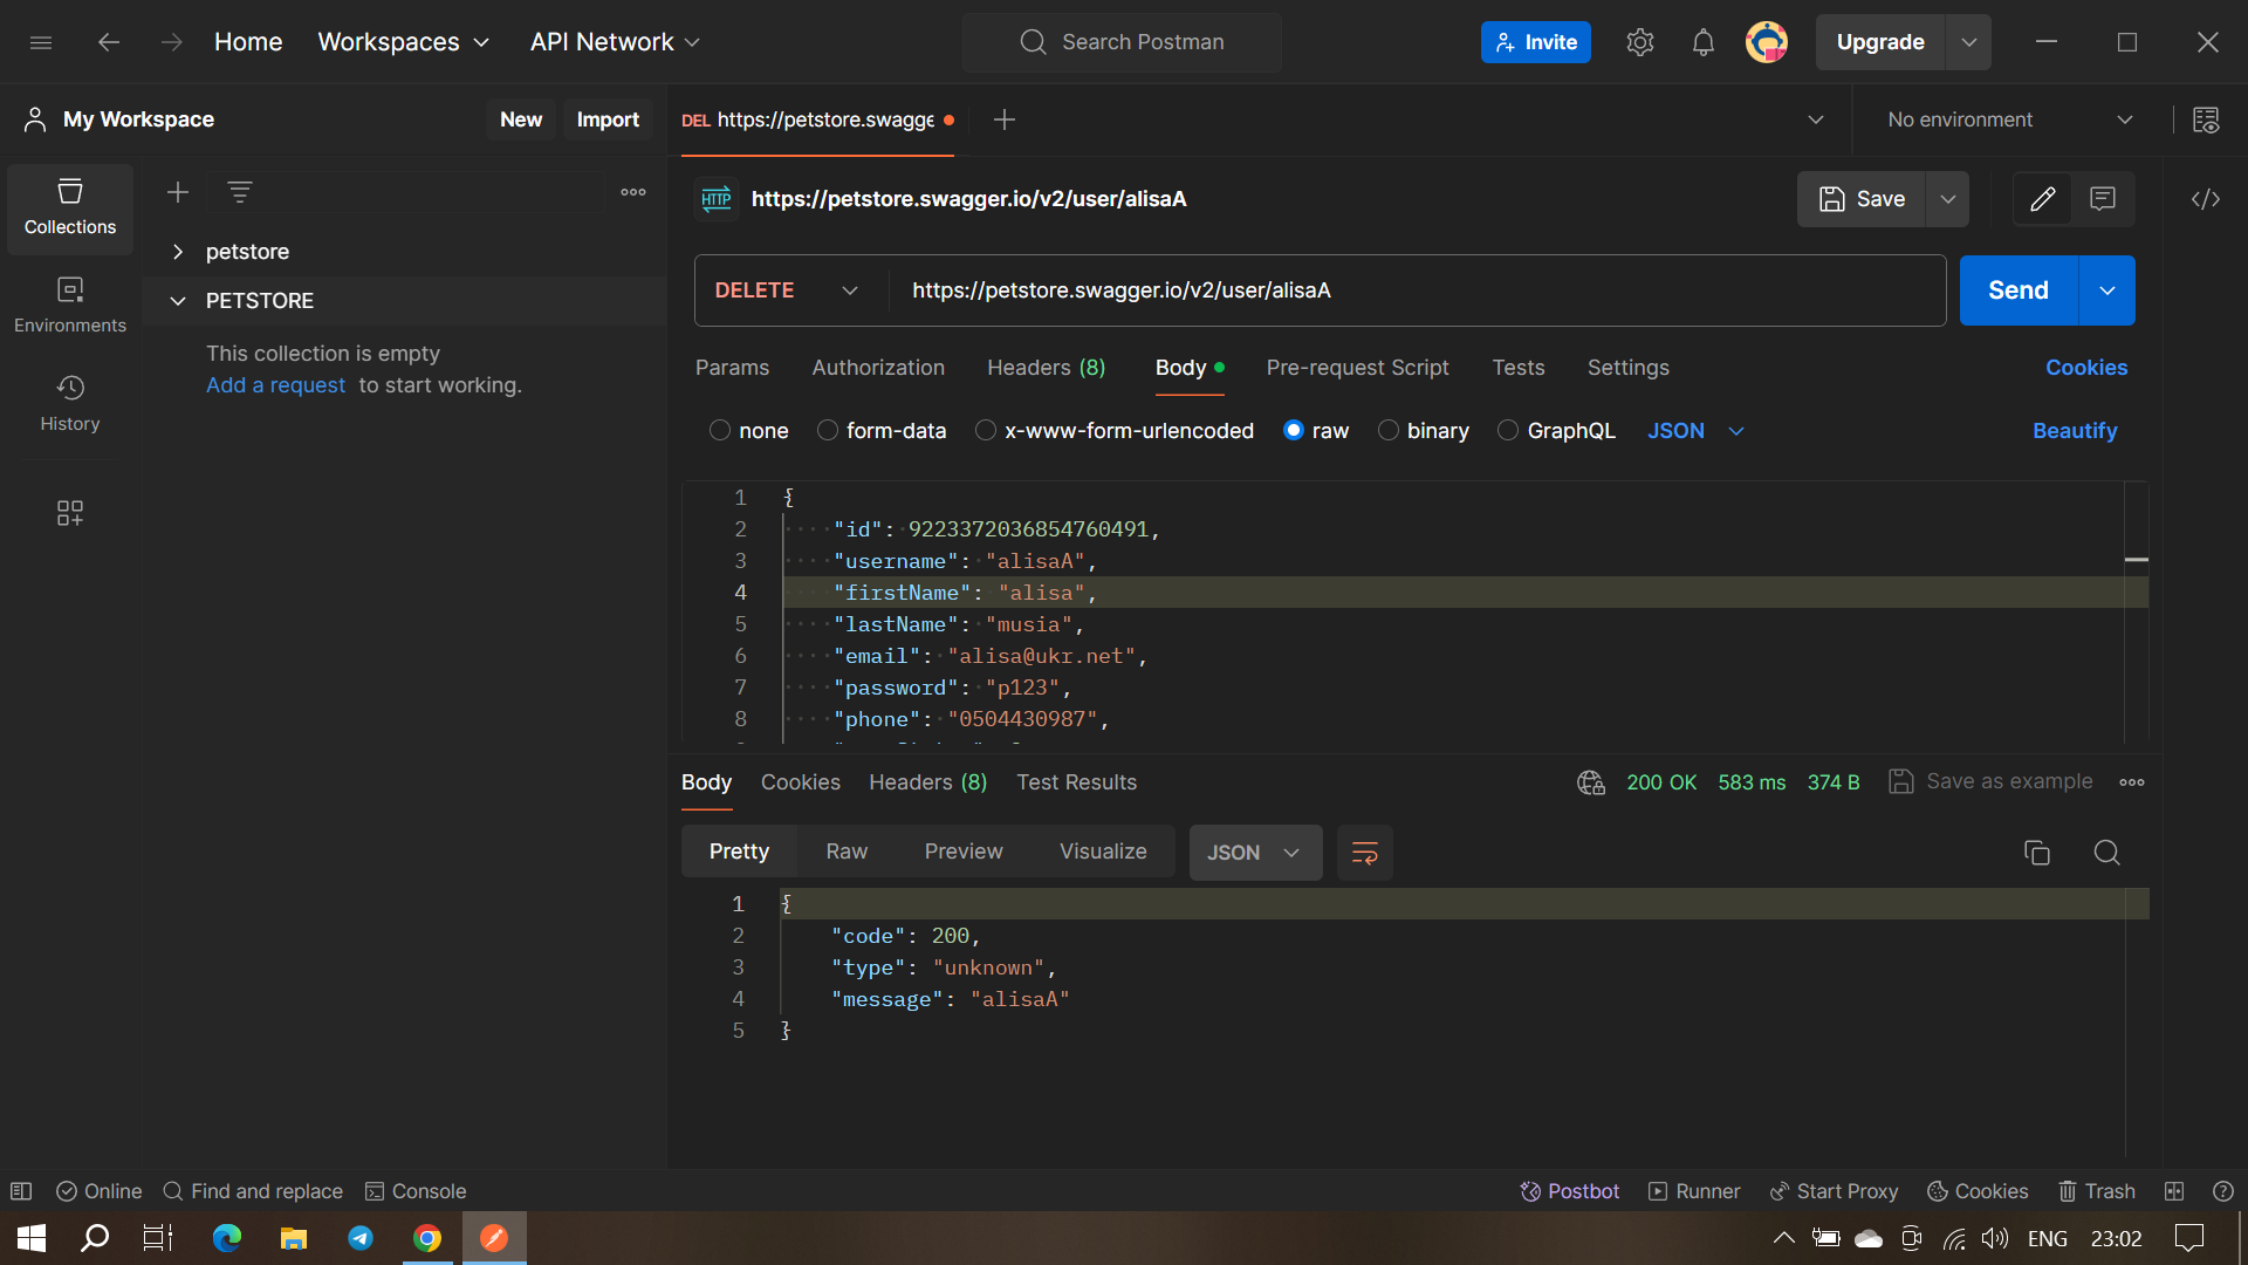 Home Workspaces API Network Search Postman Invite Upgrade
My Workspace New Import DEL https://petstore.swagge No environment
HTTP https://petstore.swagger.io/v2/user/alisaA Save
Collections
petstore
PETSTORE
DELETE https://petstore.swagger.io/v2/user/alisaA Send
Environments
This collection is empty
Add a request to start working.
History
Params Authorization Headers (8) Body Pre-request Script Tests Settings Cookies
none form-data x-www-form-urlencoded raw binary GraphQL JSON Beautify
1 {
2 "id": 9223372036854760491,
3 "username": "alisaA",
4 "firstName": "alisa",
5 "lastName": "musia",
6 "email": "alisa@ukr.net",
7 "password": "p123",
8 "phone": "0504430987",
Body Cookies Headers (8) Test Results 200 OK 583 ms 374 B Save as example
Pretty Raw Preview Visualize JSON
1 {
2 "code": 200,
3 "type": "unknown",
4 "message": "alisaA"
5 }
Online Find and replace Console Postbot Runner Start Proxy Cookies Trash
ENG 23:02